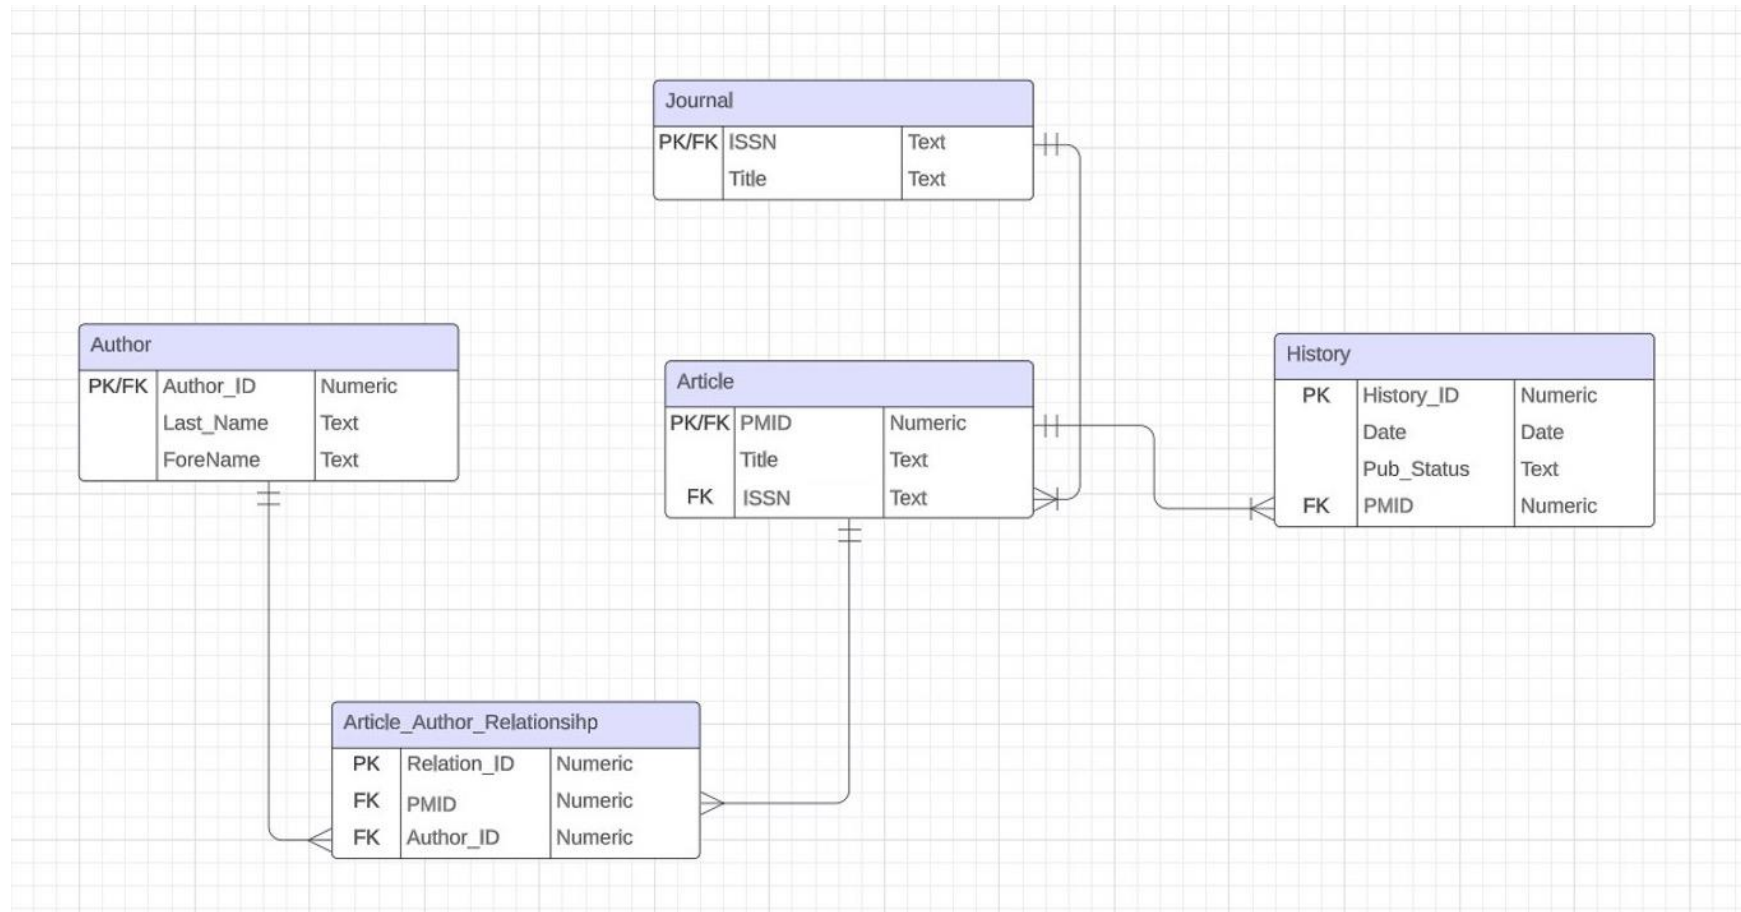 Journal
PK/FK ISSN Text
Title Text
Author
PK/FK Author_ID Numeric
Last_Name Text
ForeName Text
Article
PK/FK PMID Numeric
Title Text
FK ISSN Text
History
PK History_ID Numeric
Date Date
Pub_Status Text
FK PMID Numeric
Article_Author_Relationsihp
PK Relation_ID Numeric
FK PMID Numeric
FK Author_ID Numeric